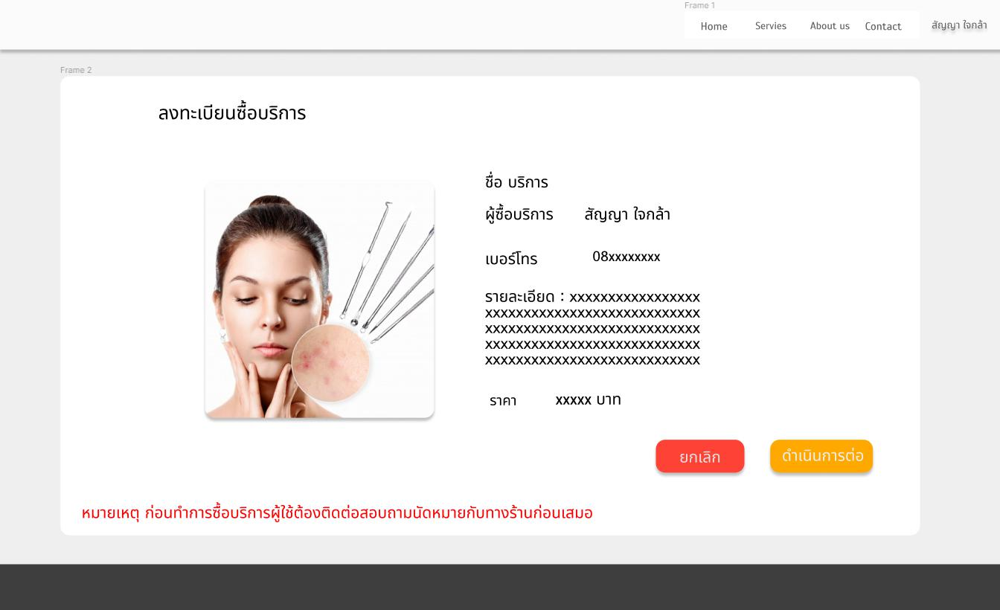 Frame 1
Home Servies About us Contact สัญญา ใจกล้า
Frame 2
ลงทะเบียนซื้อบริการ
ชื่อ บริการ
ผู้ซื้อบริการ สัญญา ใจกล้า
เบอร์โทร 08xxxxxxxx
รายละเอียด : xxxxxxxxxxxxxxxxx
xxxxxxxxxxxxxxxxxxxxxxxxxxxx
xxxxxxxxxxxxxxxxxxxxxxxxxxxx
xxxxxxxxxxxxxxxxxxxxxxxxxxxx
xxxxxxxxxxxxxxxxxxxxxxxxxxxx
ราคา xxxxx บาท
ยกเลิก ดำเนินการต่อ
หมายเหตุ ก่อนทำการซื้อบริการผู้ใช้ต้องติดต่อสอบถามนัดหมายกับทางร้านก่อนเสมอ